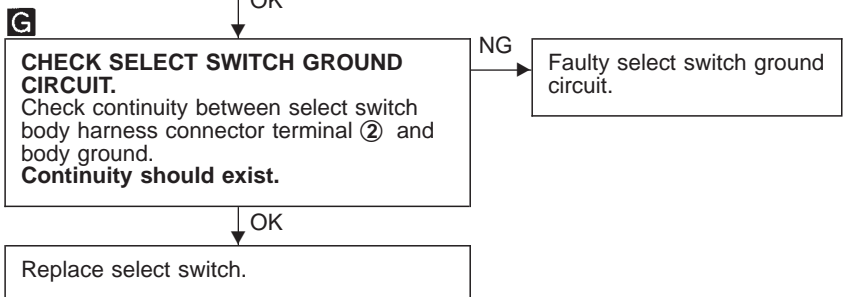 OK
G
CHECK SELECT SWITCH GROUND
CIRCUIT.
Check continuity between select switch
body harness connector terminal ② and
body ground.
Continuity should exist.
NG
Faulty select switch ground
circuit.
OK
Replace select switch.